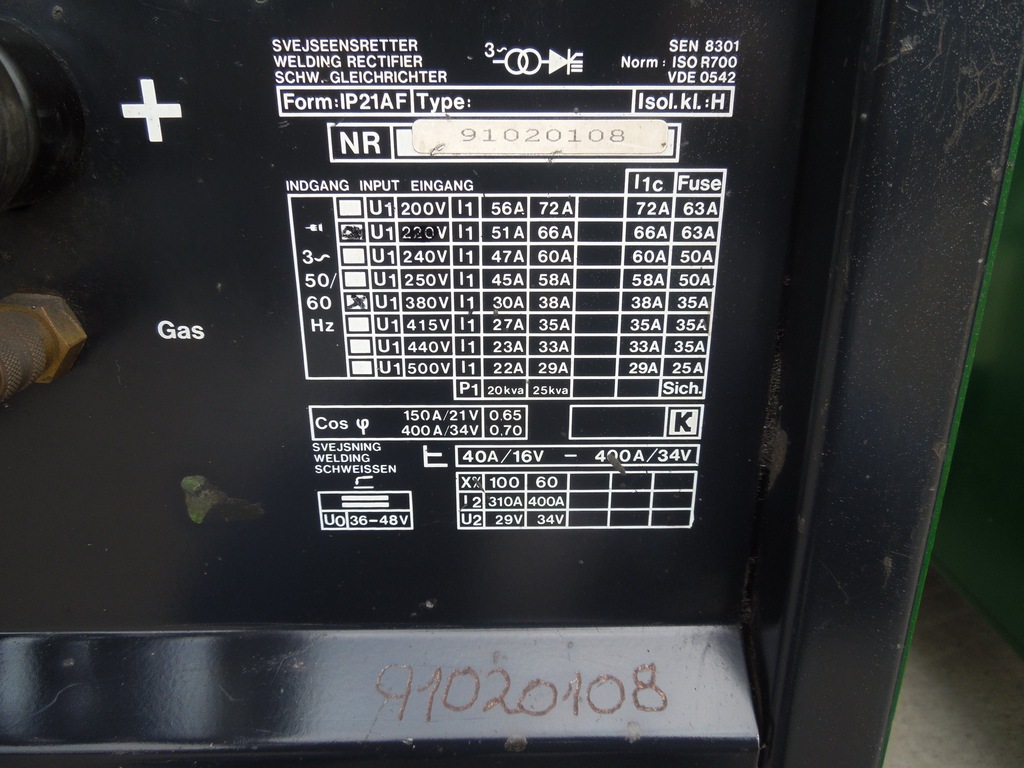 SVEJSEENSRETTER
WELDING RECTIFIER
SCHW. GLEICHRICHTER
3~
SEN 8301
Norm : ISO R700
VDE 0542
Form: IP21AF Type: Isol.kl.:H
NR 91020108
INDGANG INPUT EINGANG I1c Fuse
U1 200V I1 56A 72A 72A 63A
U1 220V I1 51A 66A 66A 63A
3~ U1 240V I1 47A 60A 60A 50A
50/ U1 250V I1 45A 58A 58A 50A
60 U1 380V I1 30A 38A 38A 35A
Hz U1 415V I1 27A 35A 35A 35A
U1 440V I1 23A 33A 33A 35A
U1 500V I1 22A 29A 29A 25A
P1 20kva 25kva Sich.
Cos φ 150A/21V 0.65
400A/34V 0.70
K
SVEJSNING
WELDING
SCHWEISSEN
40A/16V – 400A/34V
X% 100 60
I2 310A 400A
U2 29V 34V
U0 36–48V
Gas
91020108